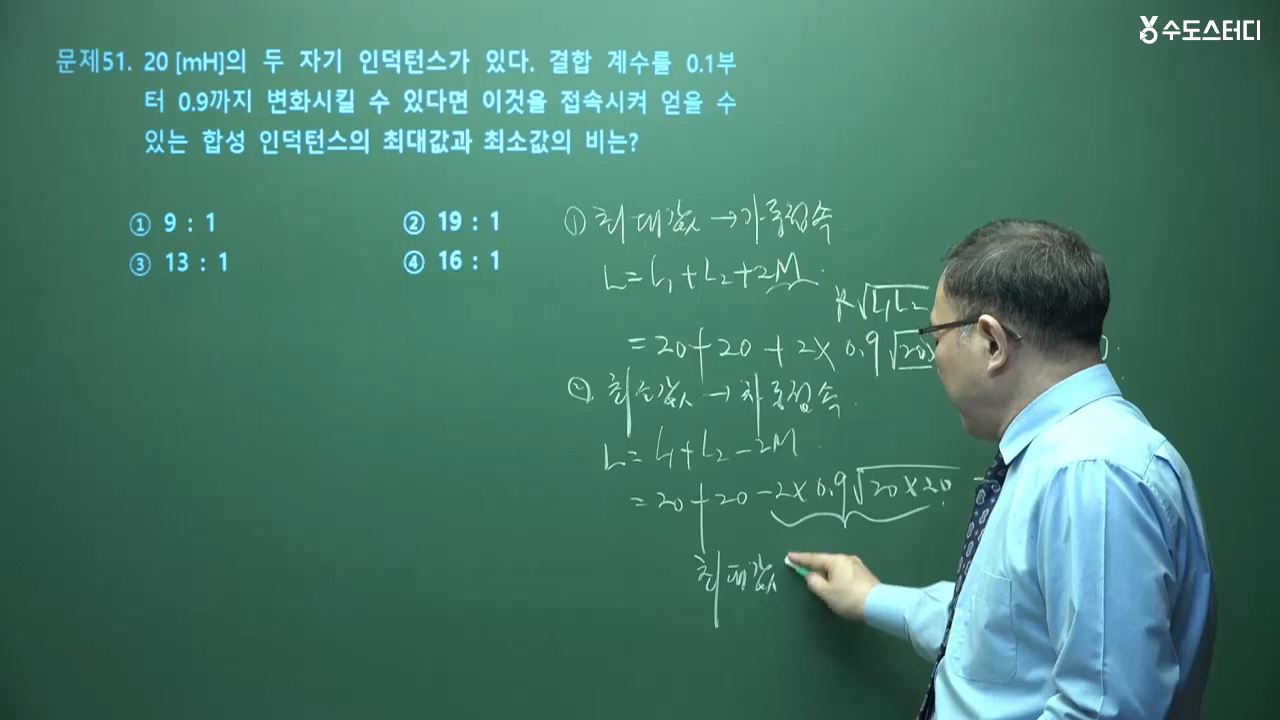 수도스터디
문제51. 20 [mH]의 두 자기 인덕턴스가 있다. 결합 계수를 0.1부
터 0.9까지 변화시킬 수 있다면 이것을 접속시켜 얻을 수
있는 합성 인덕턴스의 최대값과 최소값의 비는?
① 9 : 1
② 19 : 1
③ 13 : 1
④ 16 : 1
① 최대값 → 가동접속
L = L₁ + L₂ + 2M
K√L₁L₂
= 20 + 20 + 2× 0.9 √20
② 최소값 → 차동접속
L = L₁ + L₂ - 2M
= 20 + 20 - 2× 0.9 √20 × 20
최대값